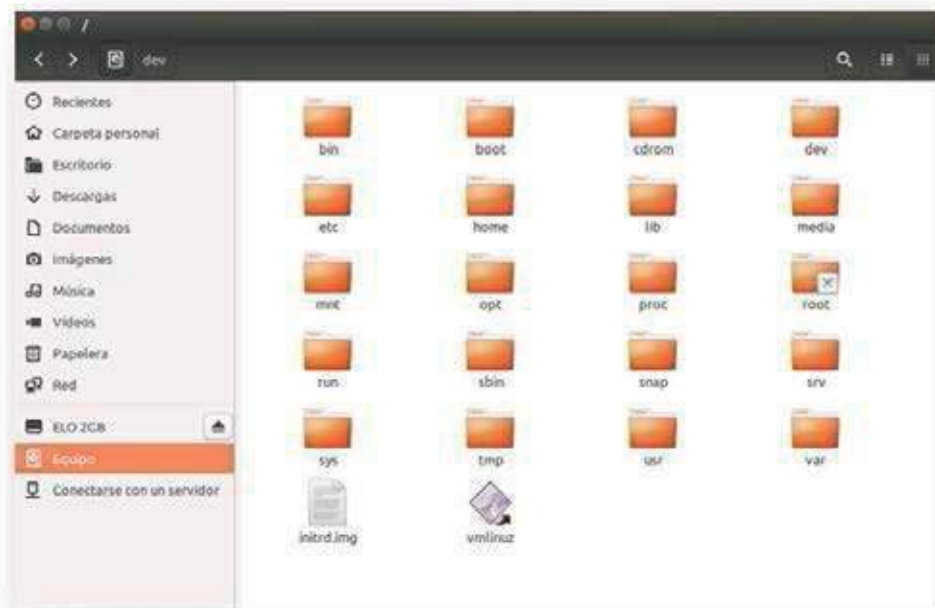 /
dev
Recientes
Carpeta personal
Escritorio
Descargas
Documentos
Imágenes
Música
Vídeos
Papelera
Red
ELO 2GB
Equipo
Conectarse con un servidor
bin boot cdrom dev
etc home lib media
mnt opt proc root
run sbin snap srv
sys tmp usr var
initrd.img vmlinuz